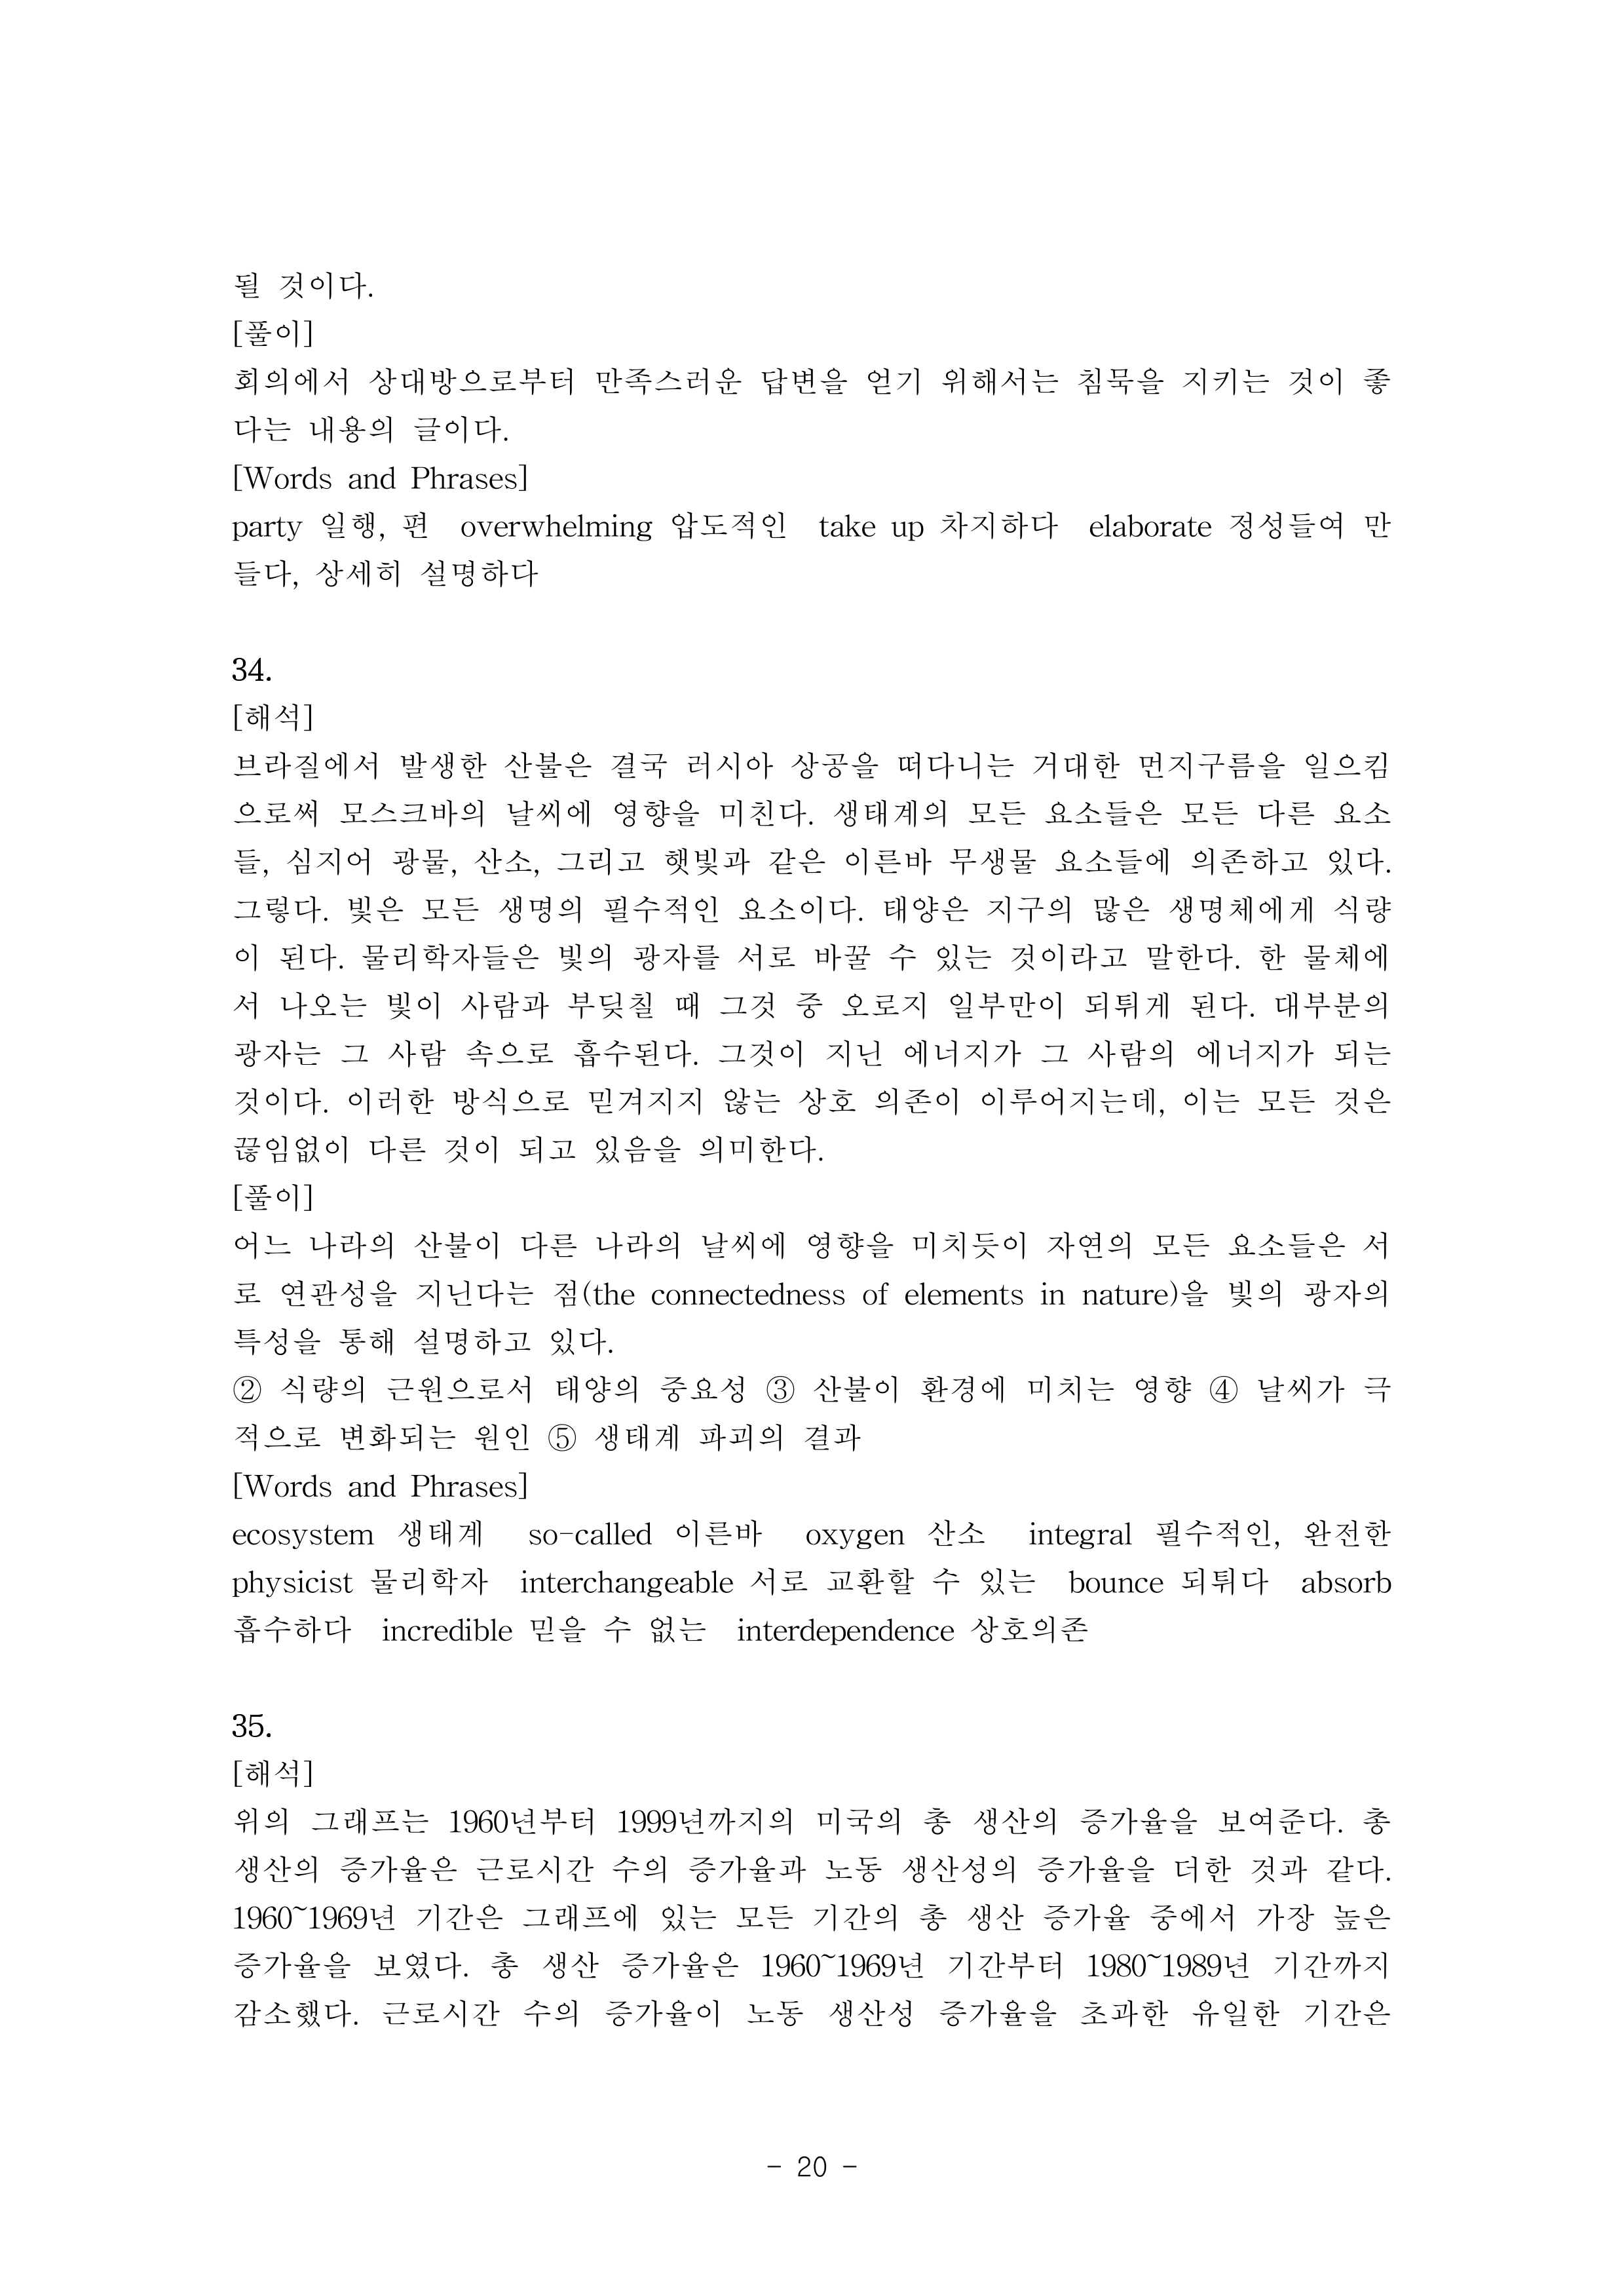 될 것이다.
[풀이]
회의에서 상대방으로부터 만족스러운 답변을 얻기 위해서는 침묵을 지키는 것이 좋
다는 내용의 글이다.
[Words and Phrases]
party 일행, 편  overwhelming 압도적인  take up 차지하다  elaborate 정성들여 만
들다, 상세히 설명하다
34.
[해석]
브라질에서 발생한 산불은 결국 러시아 상공을 떠다니는 거대한 먼지구름을 일으킴
으로써 모스크바의 날씨에 영향을 미친다. 생태계의 모든 요소들은 모든 다른 요소
들, 심지어 광물, 산소, 그리고 햇빛과 같은 이른바 무생물 요소들에 의존하고 있다.
그렇다. 빛은 모든 생명의 필수적인 요소이다. 태양은 지구의 많은 생명체에게 식량
이 된다. 물리학자들은 빛의 광자를 서로 바꿀 수 있는 것이라고 말한다. 한 물체에
서 나오는 빛이 사람과 부딪칠 때 그것 중 오로지 일부만이 되튀게 된다. 대부분의
광자는 그 사람 속으로 흡수된다. 그것이 지닌 에너지가 그 사람의 에너지가 되는
것이다. 이러한 방식으로 믿겨지지 않는 상호 의존이 이루어지는데, 이는 모든 것은
끊임없이 다른 것이 되고 있음을 의미한다.
[풀이]
어느 나라의 산불이 다른 나라의 날씨에 영향을 미치듯이 자연의 모든 요소들은 서
로 연관성을 지닌다는 점(the connectedness of elements in nature)을 빛의 광자의
특성을 통해 설명하고 있다.
② 식량의 근원으로서 태양의 중요성 ③ 산불이 환경에 미치는 영향 ④ 날씨가 극
적으로 변화되는 원인 ⑤ 생태계 파괴의 결과
[Words and Phrases]
ecosystem 생태계  so-called 이른바  oxygen 산소  integral 필수적인, 완전한
physicist 물리학자  interchangeable 서로 교환할 수 있는  bounce 되튀다  absorb
흡수하다  incredible 믿을 수 없는  interdependence 상호의존
35.
[해석]
위의 그래프는 1960년부터 1999년까지의 미국의 총 생산의 증가율을 보여준다. 총
생산의 증가율은 근로시간 수의 증가율과 노동 생산성의 증가율을 더한 것과 같다.
1960~1969년 기간은 그래프에 있는 모든 기간의 총 생산 증가율 중에서 가장 높은
증가율을 보였다. 총 생산 증가율은 1960~1969년 기간부터 1980~1989년 기간까지
감소했다. 근로시간 수의 증가율이 노동 생산성 증가율을 초과한 유일한 기간은
- 20 -